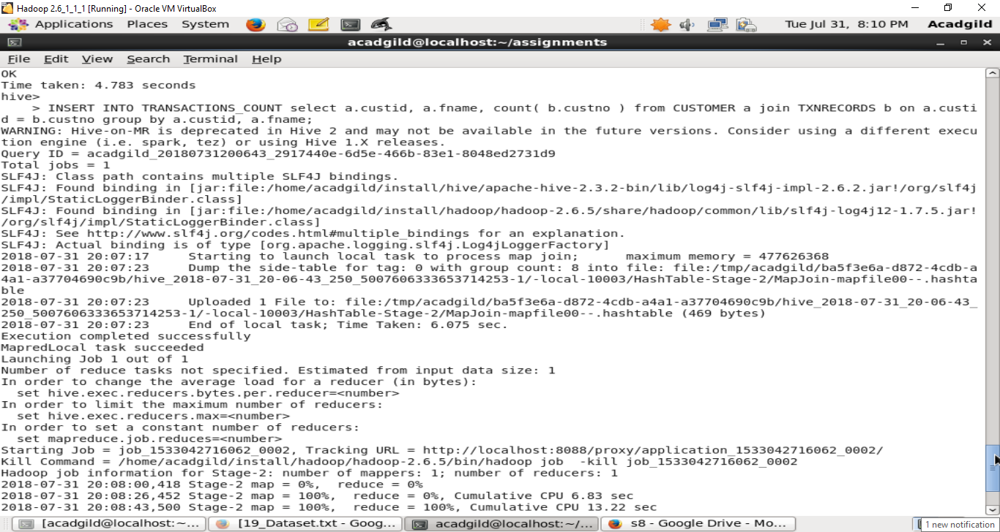 Hadoop 2.6_1_1_1 [Running] - Oracle VM VirtualBox
Applications Places System Tue Jul 31, 8:10 PM Acadgild
acadgild@localhost:~/assignments
File Edit View Search Terminal Help
OK
Time taken: 4.783 seconds
hive>
    > INSERT INTO TRANSACTIONS_COUNT select a.custid, a.fname, count( b.custno ) from CUSTOMER a join TXNRECORDS b on a.custi
d = b.custno group by a.custid, a.fname;
WARNING: Hive-on-MR is deprecated in Hive 2 and may not be available in the future versions. Consider using a different execu
tion engine (i.e. spark, tez) or using Hive 1.X releases.
Query ID = acadgild_20180731200643_2917440e-6d5e-466b-83e1-8048ed2731d9
Total jobs = 1
SLF4J: Class path contains multiple SLF4J bindings.
SLF4J: Found binding in [jar:file:/home/acadgild/install/hive/apache-hive-2.3.2-bin/lib/log4j-slf4j-impl-2.6.2.jar!/org/slf4j
/impl/StaticLoggerBinder.class]
SLF4J: Found binding in [jar:file:/home/acadgild/install/hadoop/hadoop-2.6.5/share/hadoop/common/lib/slf4j-log4j12-1.7.5.jar!
/org/slf4j/impl/StaticLoggerBinder.class]
SLF4J: See http://www.slf4j.org/codes.html#multiple_bindings for an explanation.
SLF4J: Actual binding is of type [org.apache.logging.slf4j.Log4jLoggerFactory]
2018-07-31 20:07:17     Starting to launch local task to process map join;      maximum memory = 477626368
2018-07-31 20:07:23     Dump the side-table for tag: 0 with group count: 8 into file: file:/tmp/acadgild/ba5f3e6a-d872-4cdb-a
4a1-a37704690c9b/hive_2018-07-31_20-06-43_250_5007606333653714253-1/-local-10003/HashTable-Stage-2/MapJoin-mapfile00--.hashta
ble
2018-07-31 20:07:23     Uploaded 1 File to: file:/tmp/acadgild/ba5f3e6a-d872-4cdb-a4a1-a37704690c9b/hive_2018-07-31_20-06-43_
250_5007606333653714253-1/-local-10003/HashTable-Stage-2/MapJoin-mapfile00--.hashtable (469 bytes)
2018-07-31 20:07:23     End of local task; Time Taken: 6.075 sec.
Execution completed successfully
MapredLocal task succeeded
Launching Job 1 out of 1
Number of reduce tasks not specified. Estimated from input data size: 1
In order to change the average load for a reducer (in bytes):
  set hive.exec.reducers.bytes.per.reducer=<number>
In order to limit the maximum number of reducers:
  set hive.exec.reducers.max=<number>
In order to set a constant number of reducers:
  set mapreduce.job.reduces=<number>
Starting Job = job_1533042716062_0002, Tracking URL = http://localhost:8088/proxy/application_1533042716062_0002/
Kill Command = /home/acadgild/install/hadoop/hadoop-2.6.5/bin/hadoop job  -kill job_1533042716062_0002
Hadoop job information for Stage-2: number of mappers: 1; number of reducers: 1
2018-07-31 20:08:00,418 Stage-2 map = 0%,  reduce = 0%
2018-07-31 20:08:26,452 Stage-2 map = 100%,  reduce = 0%, Cumulative CPU 6.83 sec
2018-07-31 20:08:43,500 Stage-2 map = 100%,  reduce = 100%, Cumulative CPU 13.22 sec
[acadgild@localhost:~... [19_Dataset.txt - Goog... acadgild@localhost:~/... s8 - Google Drive - Mo... 1 new notification